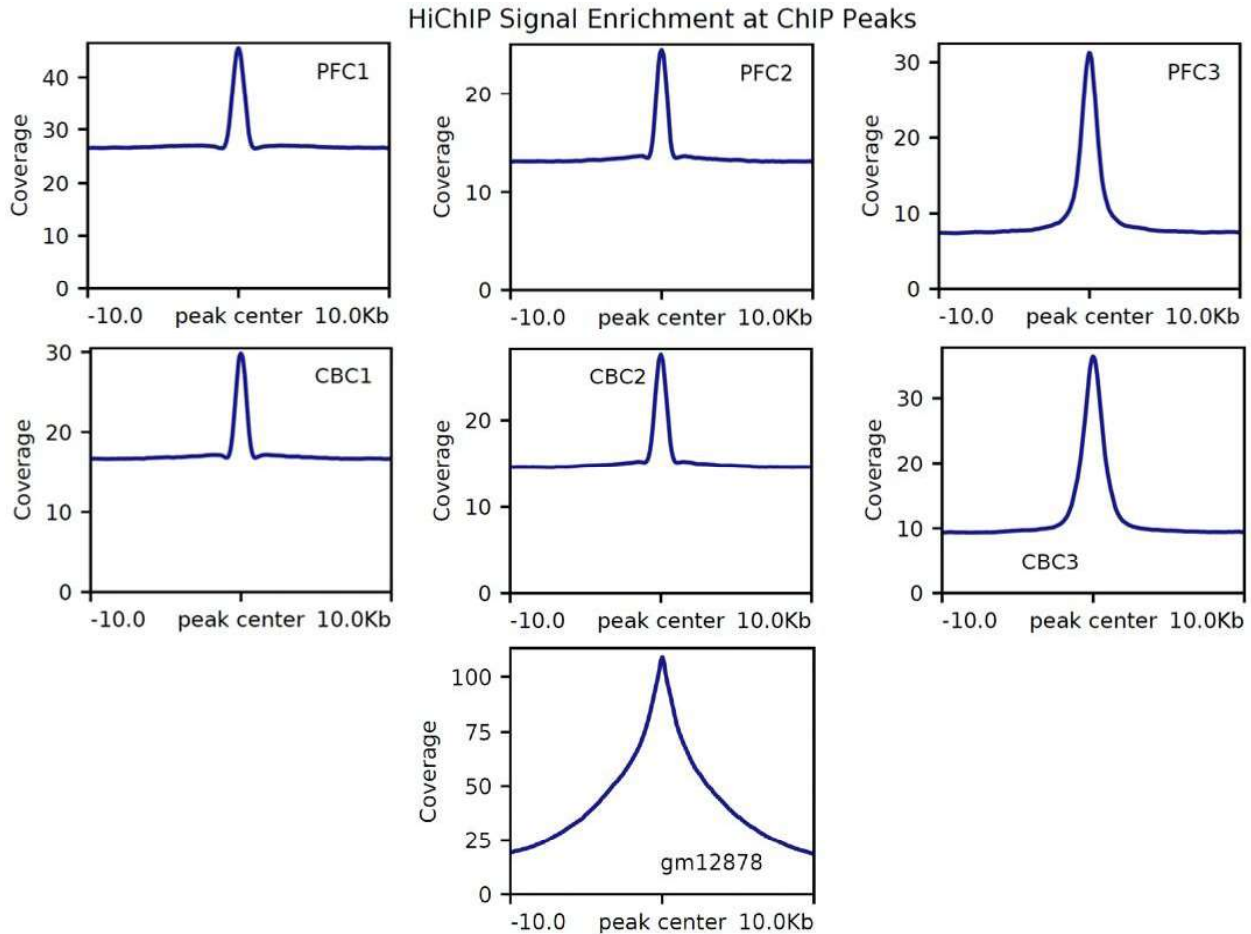 HiChIP Signal Enrichment at ChIP Peaks
PFC1
Coverage
40
30
20
10
0
-10.0 peak center 10.0Kb
PFC2
Coverage
20
10
0
-10.0 peak center 10.0Kb
PFC3
Coverage
30
20
10
0
-10.0 peak center 10.0Kb
CBC1
Coverage
30
20
10
0
-10.0 peak center 10.0Kb
CBC2
Coverage
20
10
0
-10.0 peak center 10.0Kb
CBC3
Coverage
30
20
10
0
-10.0 peak center 10.0Kb
gm12878
Coverage
100
75
50
25
0
-10.0 peak center 10.0Kb